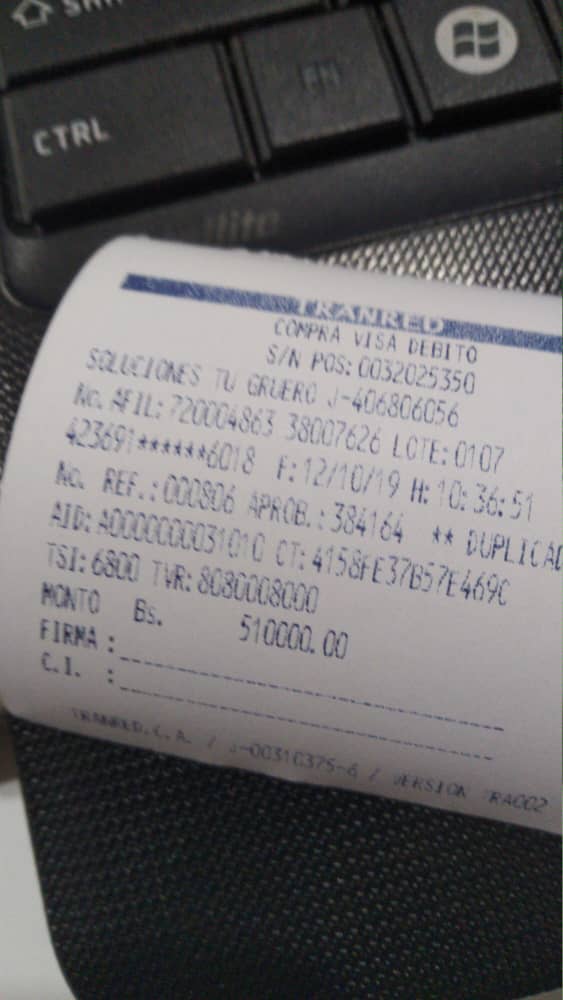 CTRL
FN
TRANRED
COMPRA VISA DEBITO
S/N POS: 0032025350
SOLUCIONES TU GRUERO J-406806056
No. AFIL: 720004863 38007626 LOTE: 0107
423691******6018 F: 12/10/19 H: 10:36:51
No. REF.: 000806 APROB.: 384164 ** DUPLICAD
AID: A0000000031010 CT: 4158FE37B57E469C
TSI: 6800 TVR: 8080008000
MONTO Bs. 510000.00
FIRMA :
C.I. :
TRANRED,C.A. / J-00310375-6 / VERSION TRA002